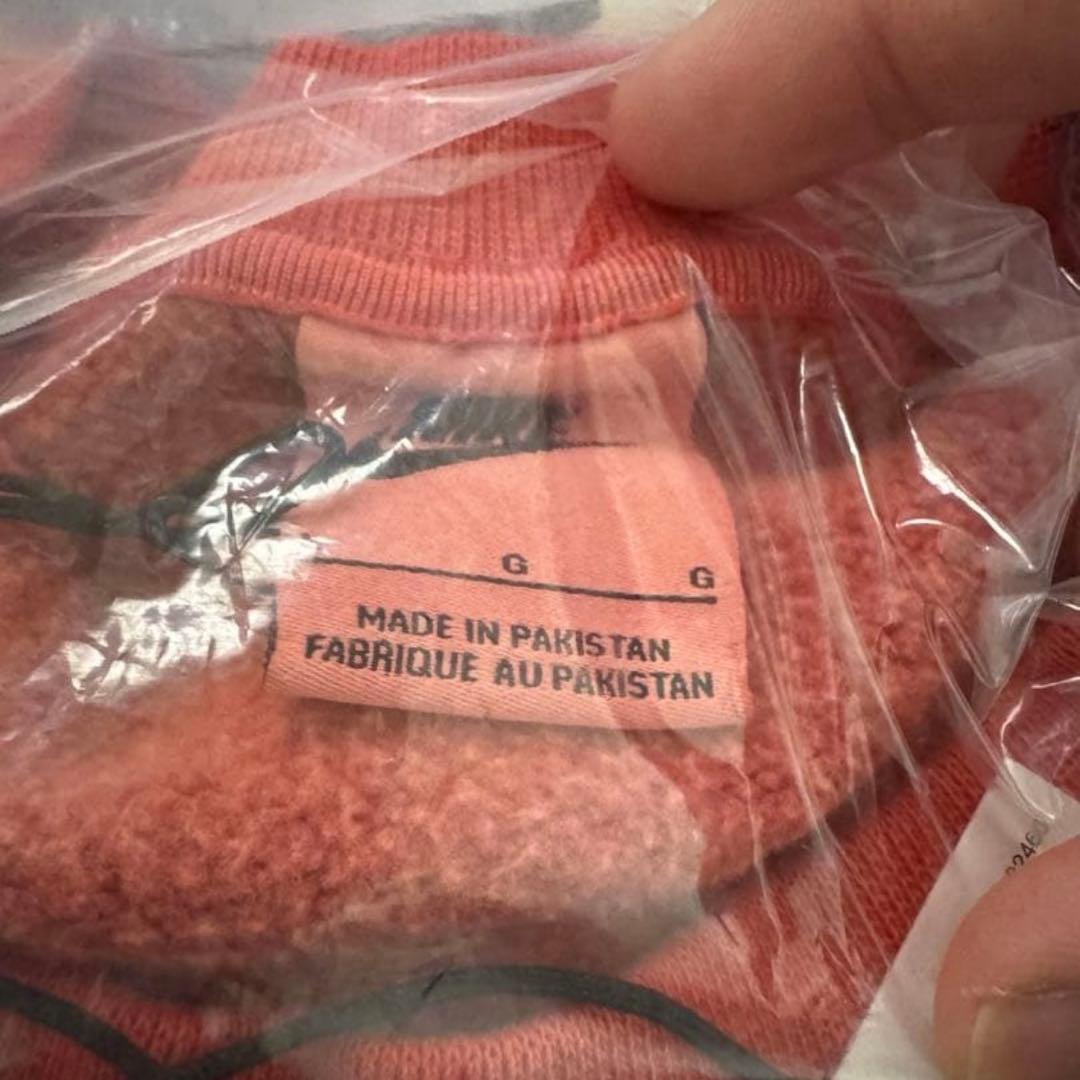 G G
MADE IN PAKISTAN
FABRIQUE AU PAKISTAN